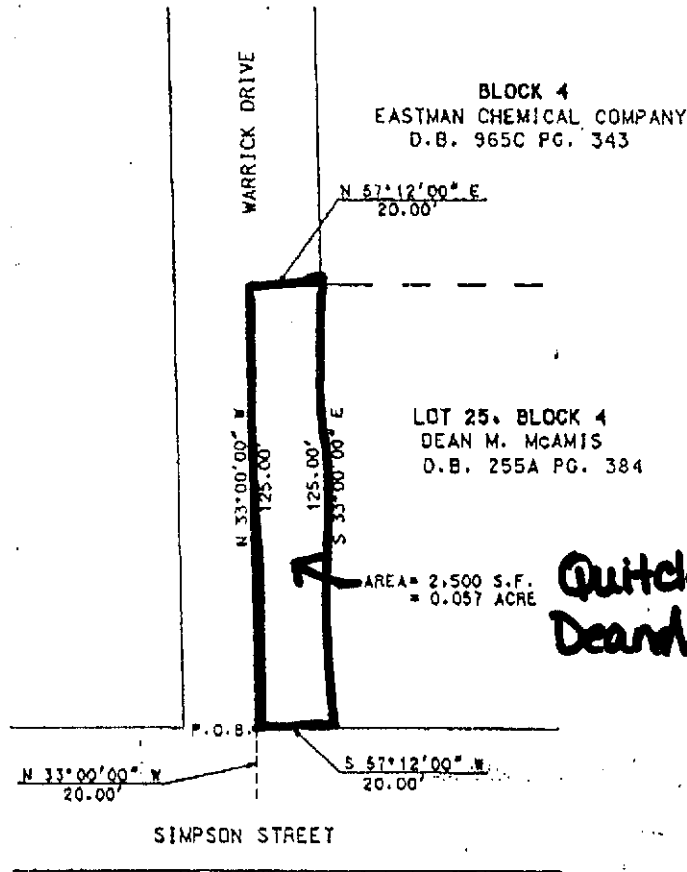 WARRICK DRIVE
BLOCK 4
EASTMAN CHEMICAL COMPANY
D.B. 965C PG. 343
N 57°12'00" E
20.00'
N 33°00'00" W
125.00'
125.00'
S 33°00'00" E
LOT 25, BLOCK 4
DEAN M. McAMIS
D.B. 255A PG. 384
AREA= 2,500 S.F.
= 0.057 ACRE
P.O.B.
N 33°00'00" W
20.00'
S 57°12'00" W
20.00'
SIMPSON STREET